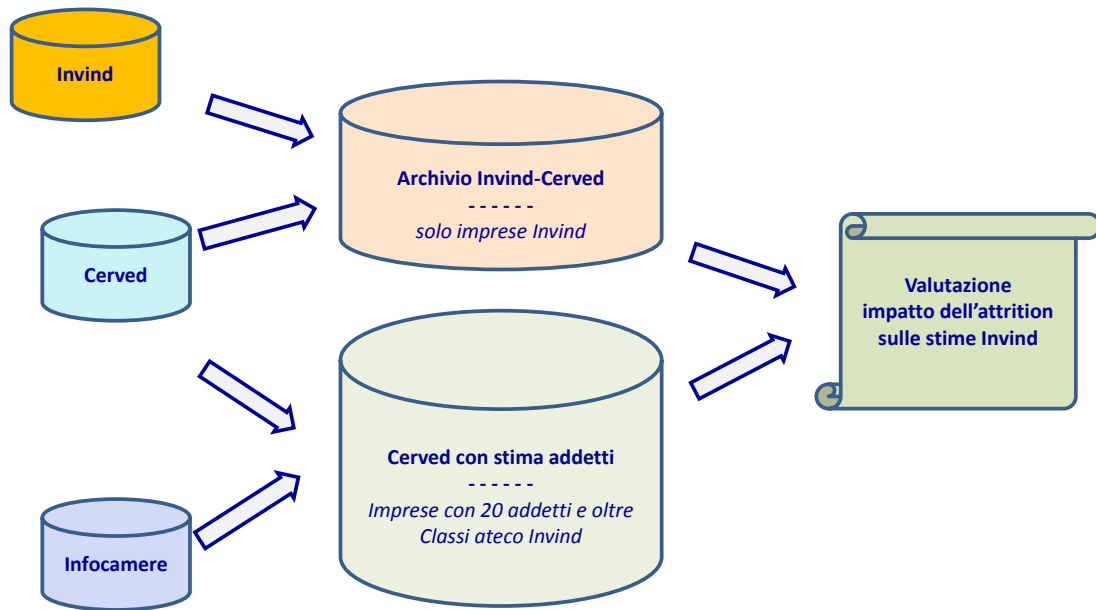 Invind
Cerved
Infocamere
Archivio Invind-Cerved
- - - - - -
solo imprese Invind
Cerved con stima addetti
- - - - - -
Imprese con 20 addetti e oltre
Classi ateco Invind
Valutazione
impatto dell’attrition
sulle stime Invind